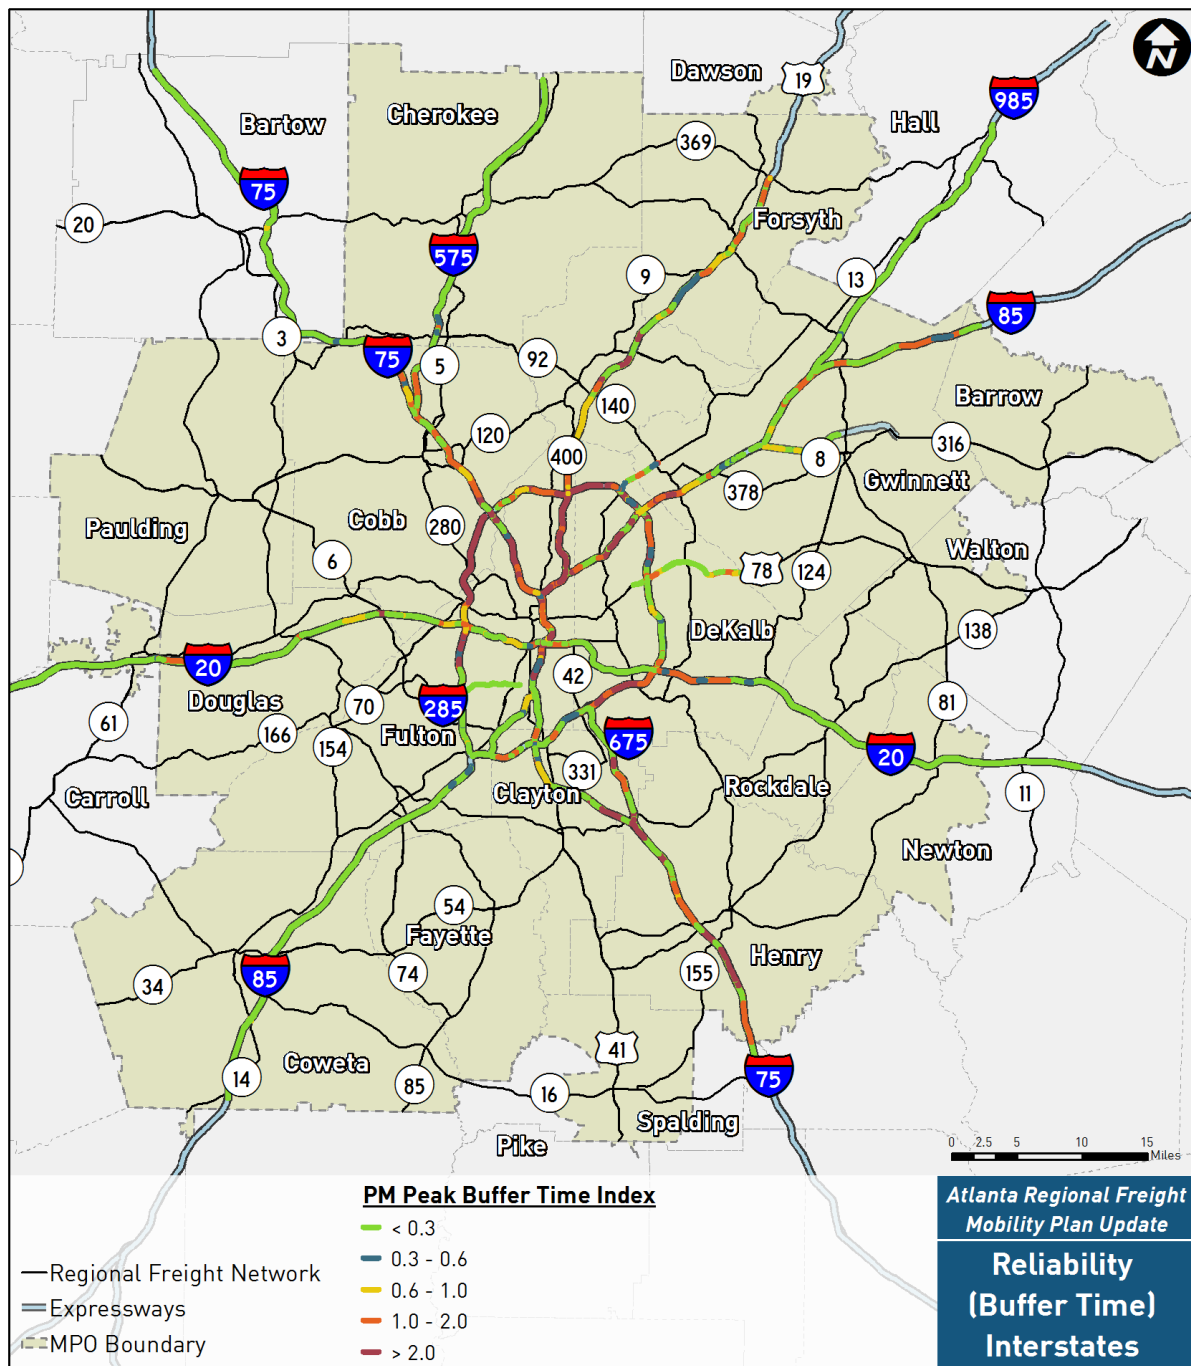 N
Dawson
19
Hall
985
Cherokee
Bartow
369
75
20
Forsyth
575
9
13
85
3
75
5
92
140
Barrow
120
400
316
8
378
Gwinnett
Cobb
280
Paulding
Walton
6
78
124
DeKalb
138
20
42
Douglas
285
70
61
81
166
154
Fulton
675
20
331
Clayton
Rockdale
Carroll
11
Newton
54
Fayette
Henry
74
155
85
34
41
Coweta
14
85
16
75
Spalding
Pike
0 2.5 5 10 15
Miles
PM Peak Buffer Time Index
< 0.3
0.3 - 0.6
0.6 - 1.0
1.0 - 2.0
> 2.0
Regional Freight Network
Expressways
MPO Boundary
Atlanta Regional Freight
Mobility Plan Update
Reliability
(Buffer Time)
Interstates